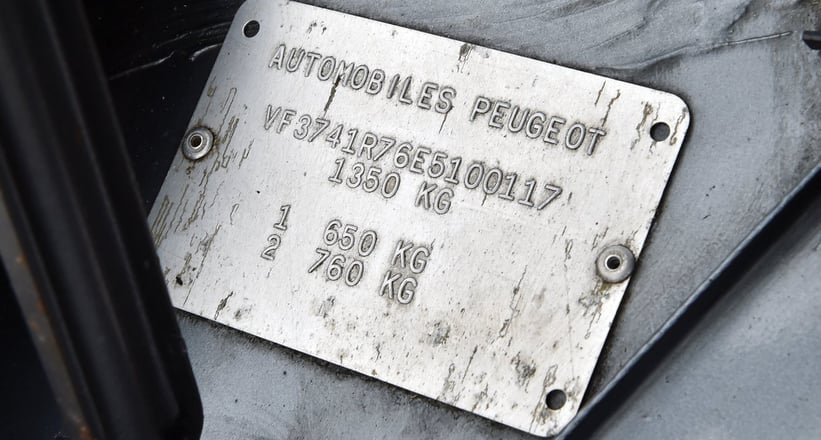 AUTOMOBILES PEUGEOT
VF3741R76E5100117
1350 KG
1 650 KG
2 760 KG